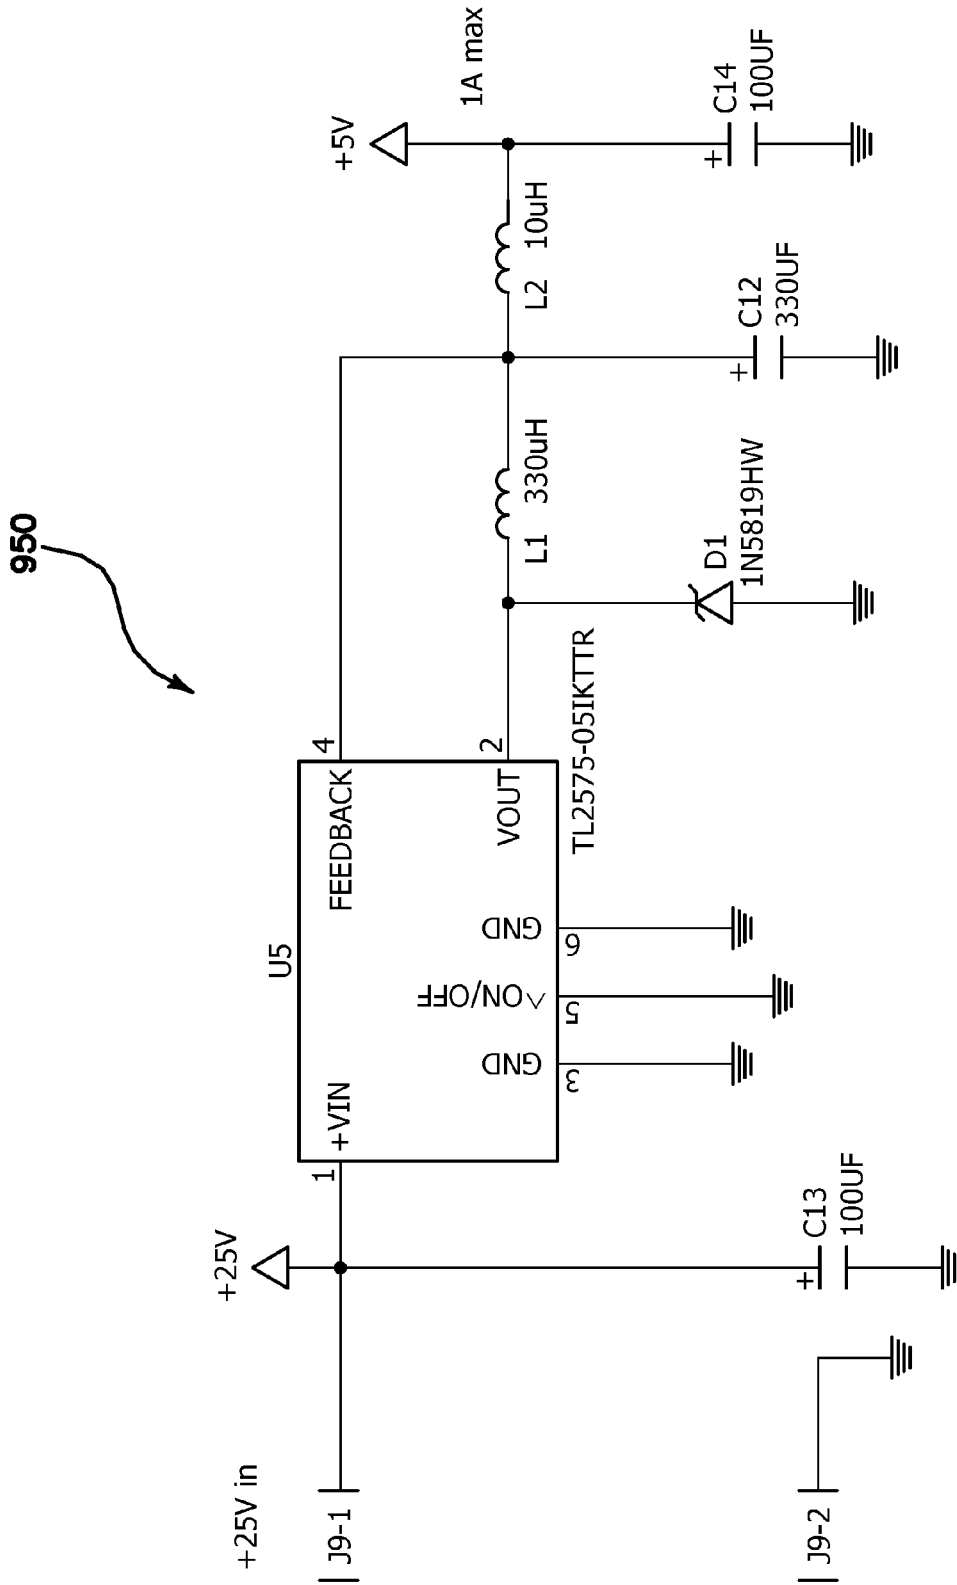 950
+25V in
J9-1
J9-2
+25V
C13
100UF
U5
1
+VIN
FEEDBACK
4
VOUT
2
GND
3
^ON/OFF
5
GND
6
TL2575-05IKTTR
D1
1N5819HW
L1 330uH
C12
330UF
L2 10uH
+5V
1A max
C14
100UF
+
+
+